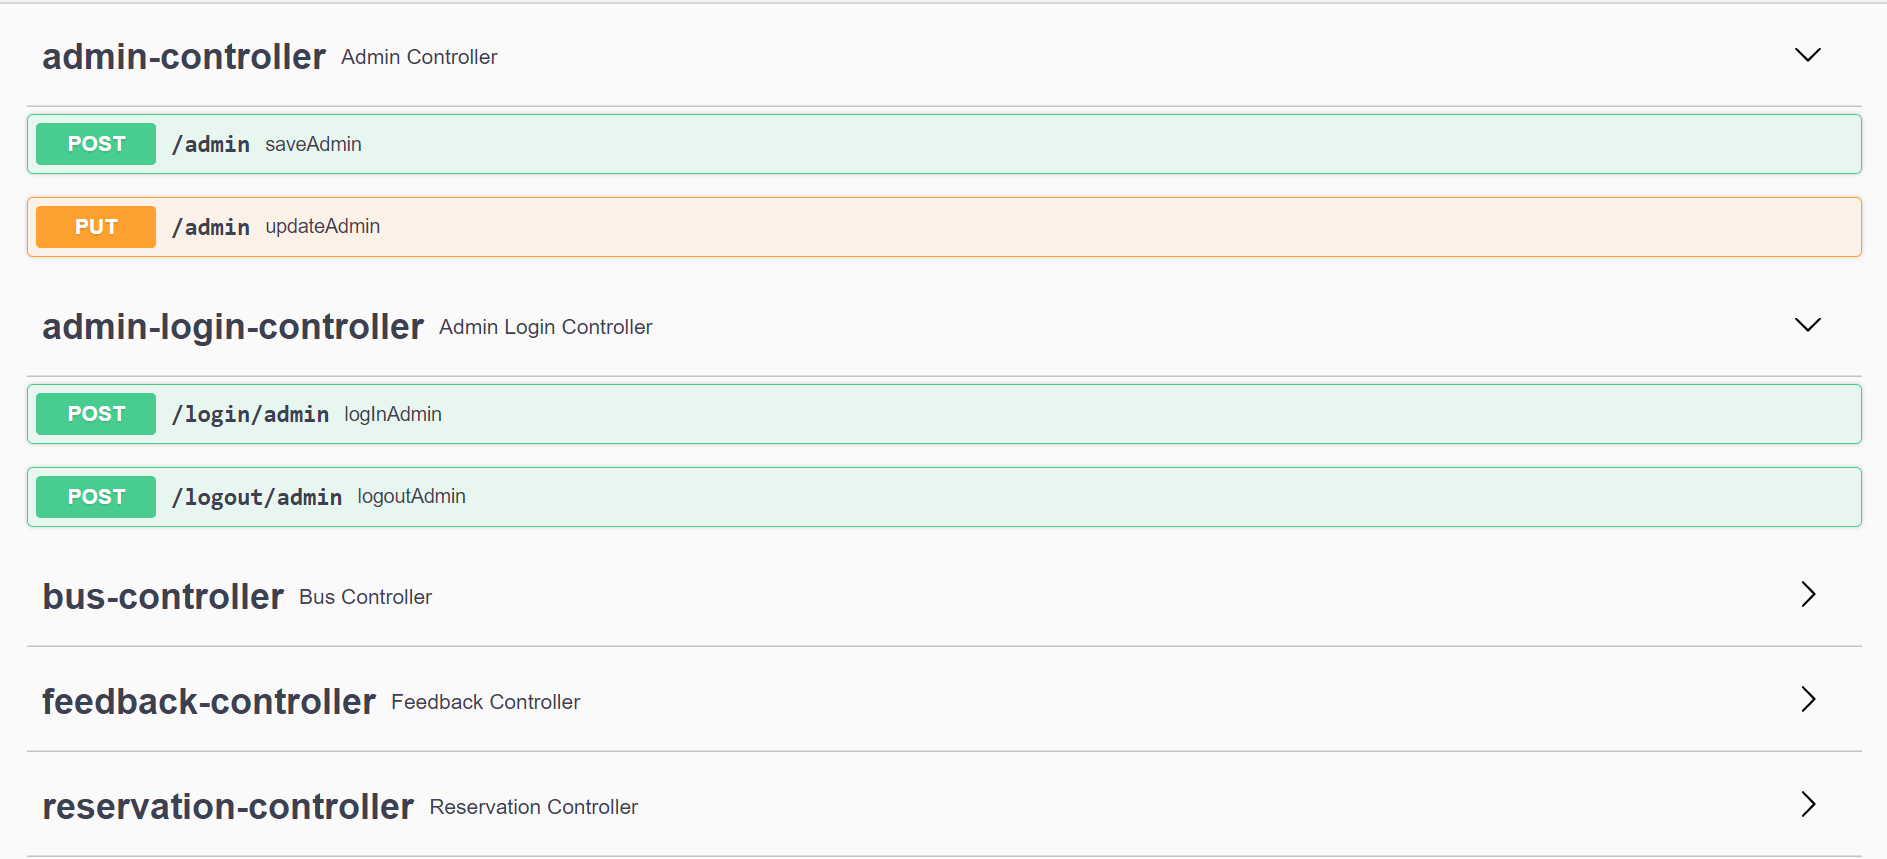 admin-controller Admin Controller
POST /admin saveAdmin
PUT /admin updateAdmin
admin-login-controller Admin Login Controller
POST /login/admin logInAdmin
POST /logout/admin logoutAdmin
bus-controller Bus Controller
feedback-controller Feedback Controller
reservation-controller Reservation Controller